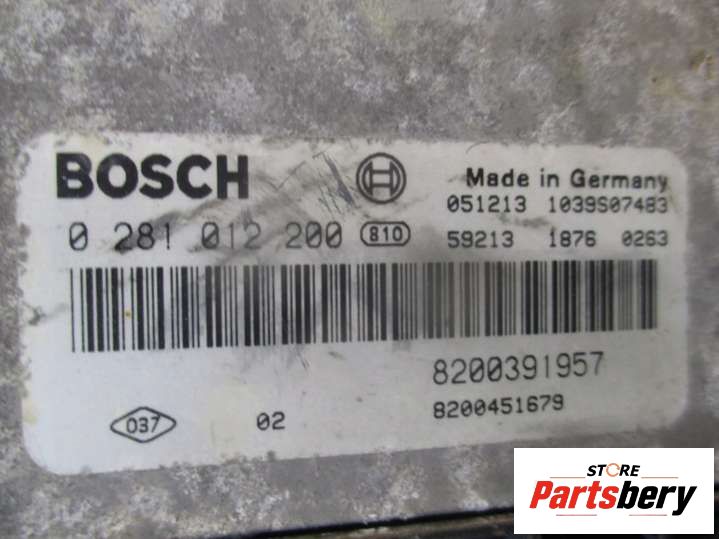 BOSCH
Made in Germany
051213 1039S07483
0 281 012 200 810 59213 1876 0263
8200391957
037 02 8200451679
STORE
Partsbery